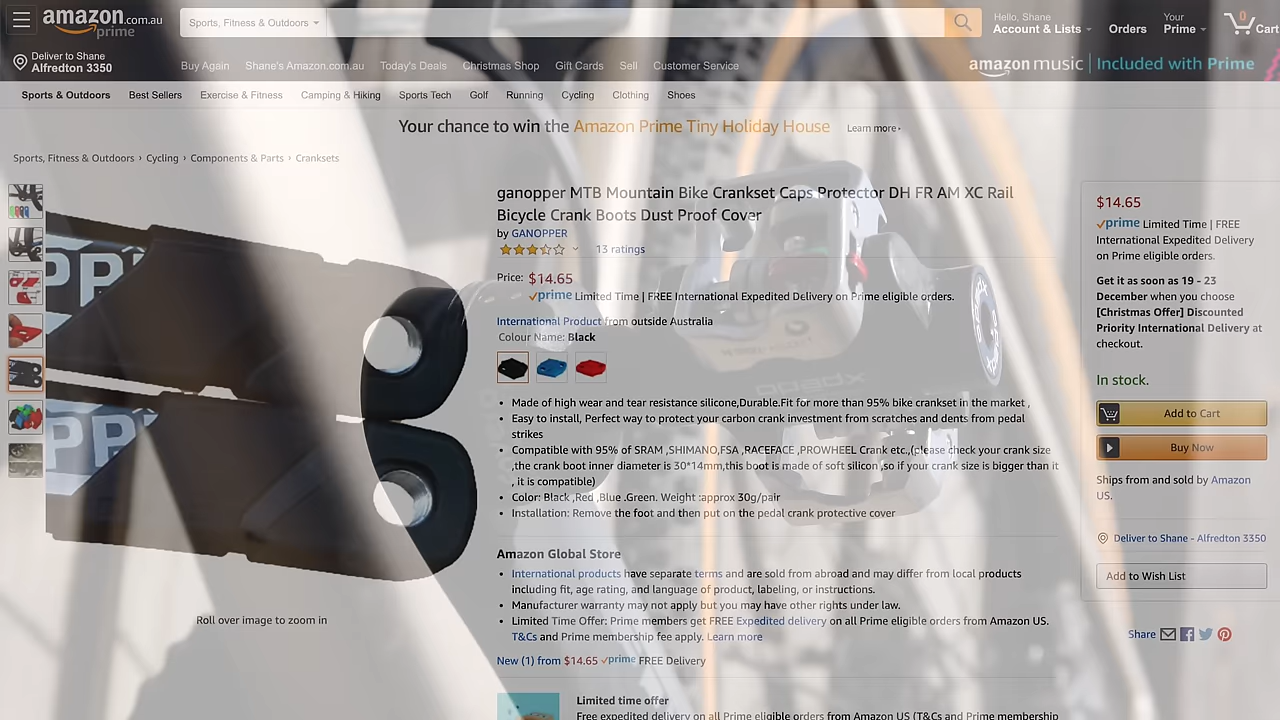 amazon.com.au
prime
Sports, Fitness & Outdoors
Hello, Shane
Account & Lists
Orders
Your
Prime
0
Cart
Deliver to Shane
Alfredton 3350
Buy Again
Shane's Amazon.com.au
Today's Deals
Christmas Shop
Gift Cards
Sell
Customer Service
amazon music | Included with Prime
Sports & Outdoors
Best Sellers
Exercise & Fitness
Camping & Hiking
Sports Tech
Golf
Running
Cycling
Clothing
Shoes
Your chance to win the Amazon Prime Tiny Holiday House
Learn more
Sports, Fitness & Outdoors › Cycling › Components & Parts › Cranksets
ganopper MTB Mountain Bike Crankset Caps Protector DH FR AM XC Rail
Bicycle Crank Boots Dust Proof Cover
by GANOPPER
13 ratings
Price: $14.65
prime Limited Time | FREE International Expedited Delivery on Prime eligible orders.
International Product from outside Australia
Colour Name: Black
• Made of high wear and tear resistance silicone,Durable.Fit for more than 95% bike crankset in the market ,
• Easy to install, Perfect way to protect your carbon crank investment from scratches and dents from pedal
strikes
• Compatible with 95% of SRAM ,SHIMANO,FSA ,RACEFACE ,PROWHEEL Crank etc.,(please check your crank size
,the crank boot inner diameter is 30*14mm,this boot is made of soft silicon ,so if your crank size is bigger than it
, it is compatible)
• Color: Black ,Red ,Blue .Green. Weight :approx 30g/pair
• Installation: Remove the foot and then put on the pedal crank protective cover
Amazon Global Store
• International products have separate terms and are sold from abroad and may differ from local products
including fit, age rating, and language of product, labeling, or instructions.
• Manufacturer warranty may not apply but you may have other rights under law.
• Limited Time Offer: Prime members get FREE Expedited delivery on all Prime eligible orders from Amazon US.
T&Cs and Prime membership fee apply. Learn more
New (1) from $14.65 prime FREE Delivery
Limited time offer
Free expedited delivery on all Prime eligible orders from Amazon US (T&Cs and Prime membership
PP
PP
Roll over image to zoom in
$14.65
prime Limited Time | FREE
International Expedited Delivery
on Prime eligible orders.
Get it as soon as 19 - 23
December when you choose
[Christmas Offer] Discounted
Priority International Delivery at
checkout.
In stock.
Add to Cart
Buy Now
Ships from and sold by Amazon
US.
Deliver to Shane - Alfredton 3350
Add to Wish List
Share